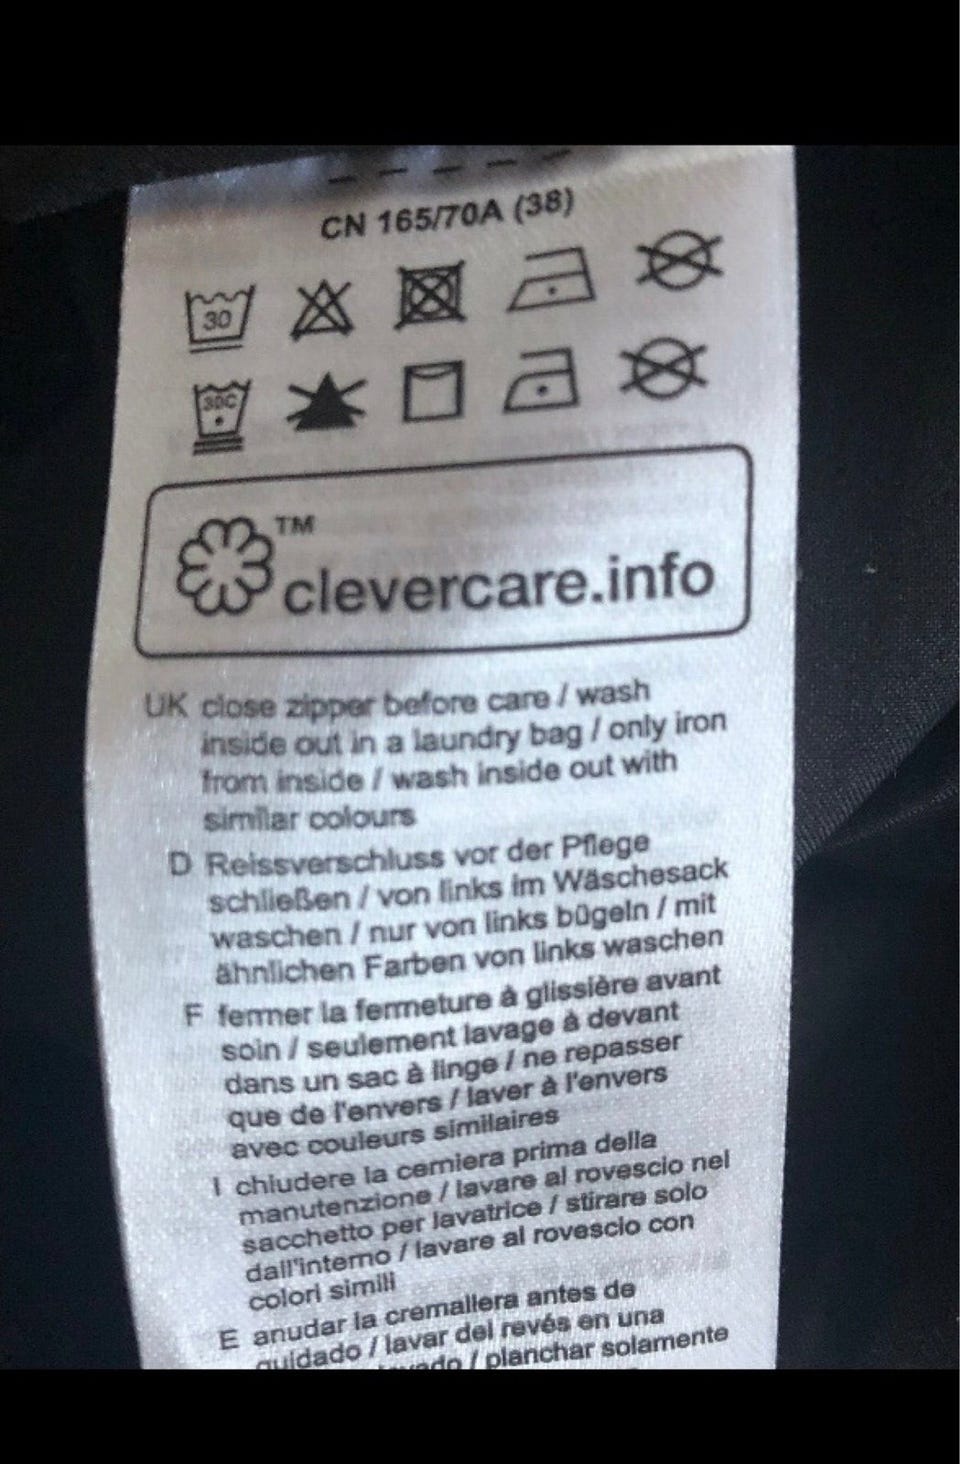 CN 165/70A (38)
30
30C
TM
clevercare.info
UK close zipper before care / wash
inside out in a laundry bag / only iron
from inside / wash inside out with
similar colours
D Reissverschluss vor der Pflege
schließen / von links im Wäschesack
waschen / nur von links bügeln / mit
ähnlichen Farben von links waschen
F fermer la fermeture à glissière avant
soin / seulement lavage à devant
dans un sac à linge / ne repasser
que de l'envers / laver à l'envers
avec couleurs similaires
I chiudere la cerniera prima della
manutenzione / lavare al rovescio nel
sacchetto per lavatrice / stirare solo
dall'interno / lavare al rovescio con
colori simili
E anudar la cremallera antes de
cuidado / lavar del revés en una
/ planchar solamente